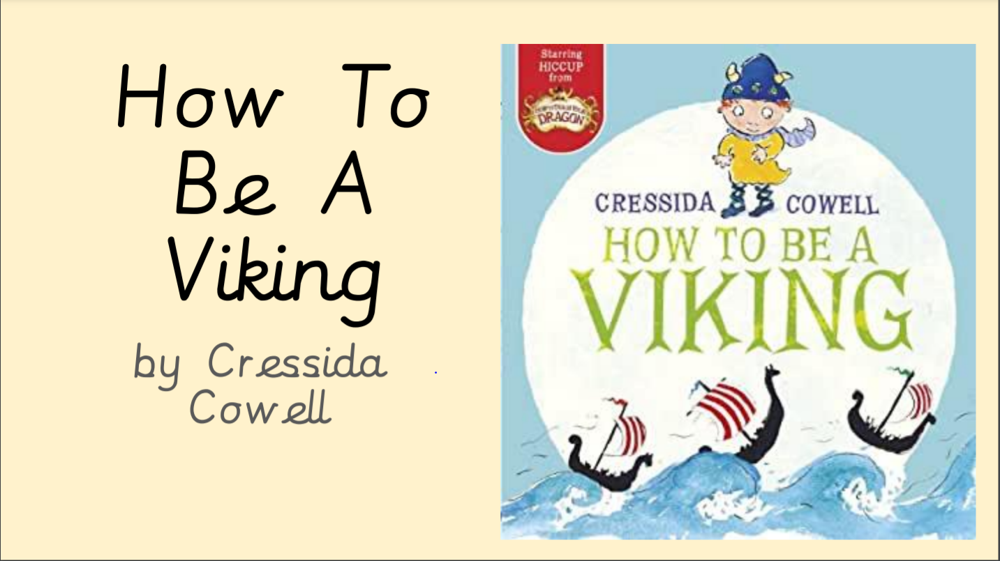 How To
Be A
Viking
by Cressida
Cowell
Starring
HICCUP
from
DRAGON
CRESSIDA COWELL
HOW TO BE A
VIKING